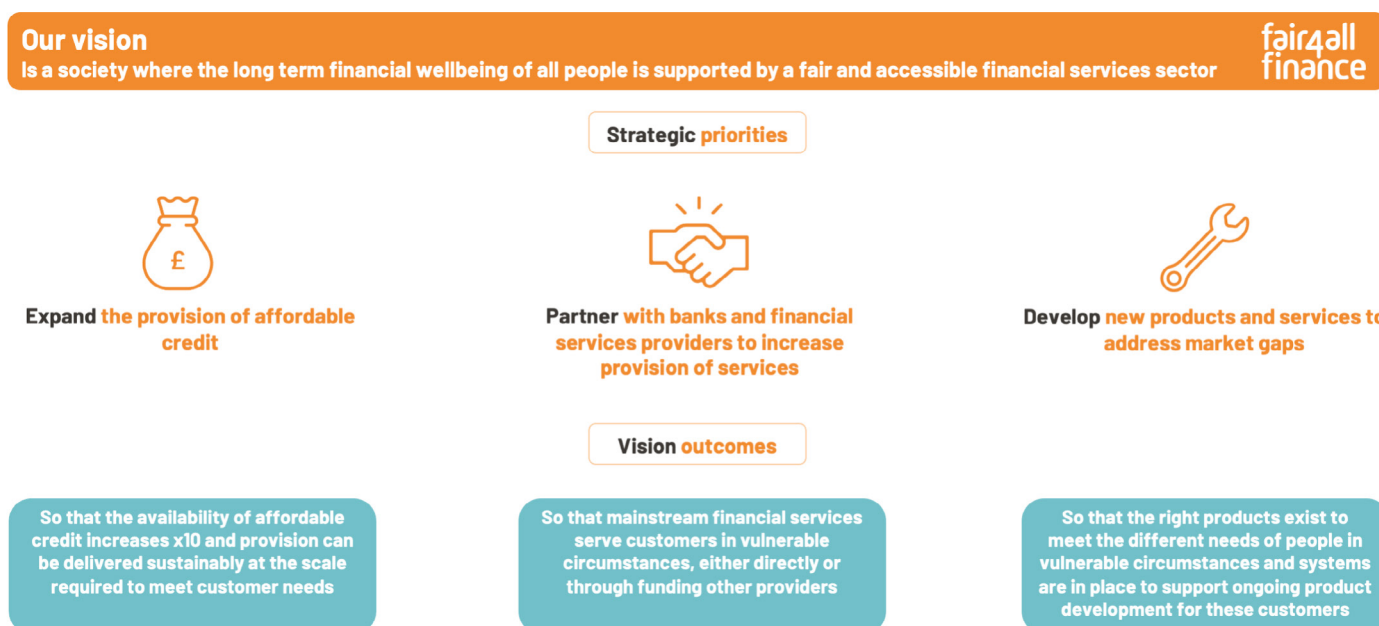 Our vision
Is a society where the long term financial wellbeing of all people is supported by a fair and accessible financial services sector
fair4all
finance
Strategic priorities
£
Expand the provision of affordable
credit
Partner with banks and financial
services providers to increase
provision of services
Develop new products and services to
address market gaps
Vision outcomes
So that the availability of affordable
credit increases x10 and provision can
be delivered sustainably at the scale
required to meet customer needs
So that mainstream financial services
serve customers in vulnerable
circumstances, either directly or
through funding other providers
So that the right products exist to
meet the different needs of people in
vulnerable circumstances and systems
are in place to support ongoing product
development for these customers